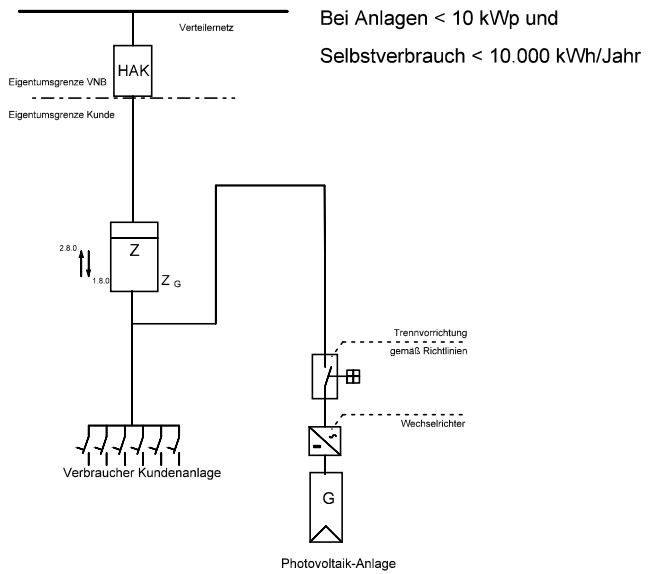 Bei Anlagen < 10 kWp und
Selbstverbrauch < 10.000 kWh/Jahr
Verteilernetz
HAK
Eigentumsgrenze VNB
Eigentumsgrenze Kunde
Z
2.8.0
1.8.0
Z G
Trennvorrichtung
gemäß Richtlinien
Wechselrichter
Verbraucher Kundenanlage
G
Photovoltaik-Anlage